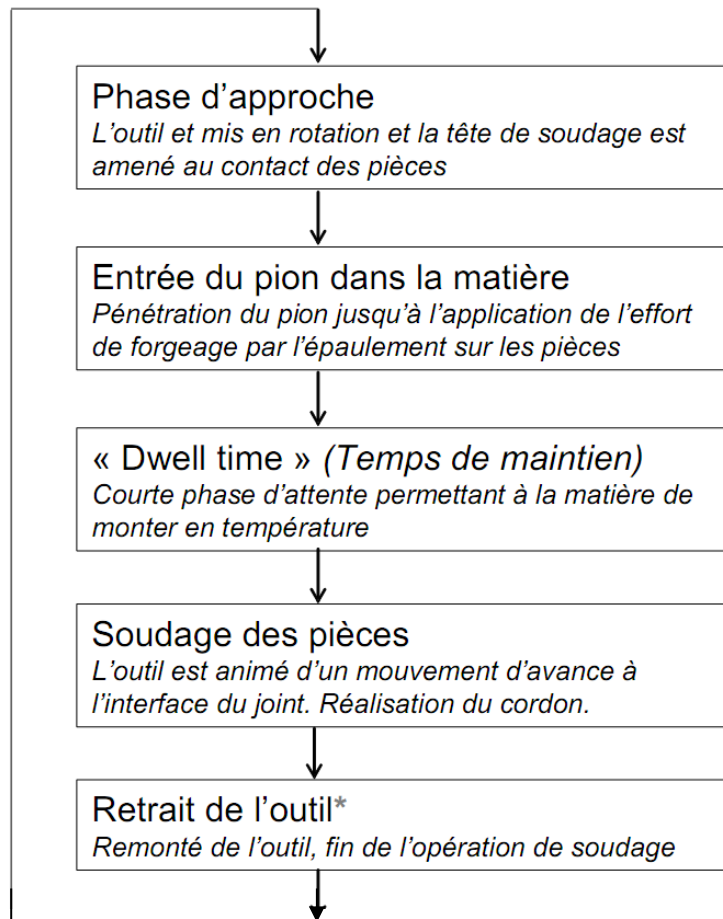 Phase d’approche
L’outil et mis en rotation et la tête de soudage est
amené au contact des pièces
Entrée du pion dans la matière
Pénétration du pion jusqu’à l’application de l’effort
de forgeage par l’épaulement sur les pièces
« Dwell time » (Temps de maintien)
Courte phase d’attente permettant à la matière de
monter en température
Soudage des pièces
L’outil est animé d’un mouvement d’avance à
l’interface du joint. Réalisation du cordon.
Retrait de l’outil*
Remonté de l’outil, fin de l’opération de soudage